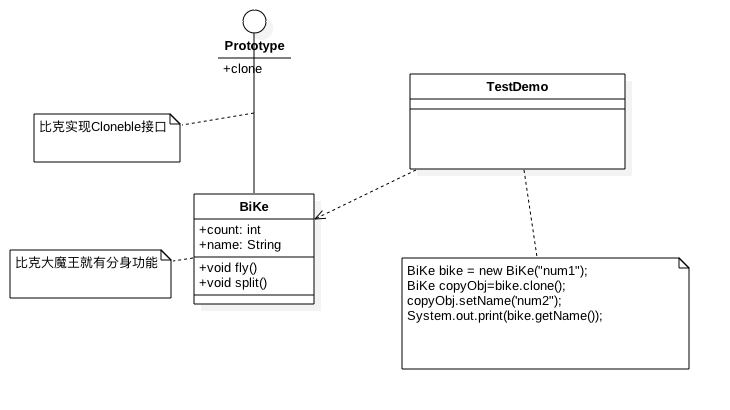 Prototype
+clone
比克实现Cloneble接口
TestDemo
BiKe
+count: int
+name: String
+void fly()
+void split()
比克大魔王就有分身功能
BiKe bike = new BiKe("num1");
BiKe copyObj=bike.clone();
copyObj.setName('num2");
System.out.print(bike.getName());